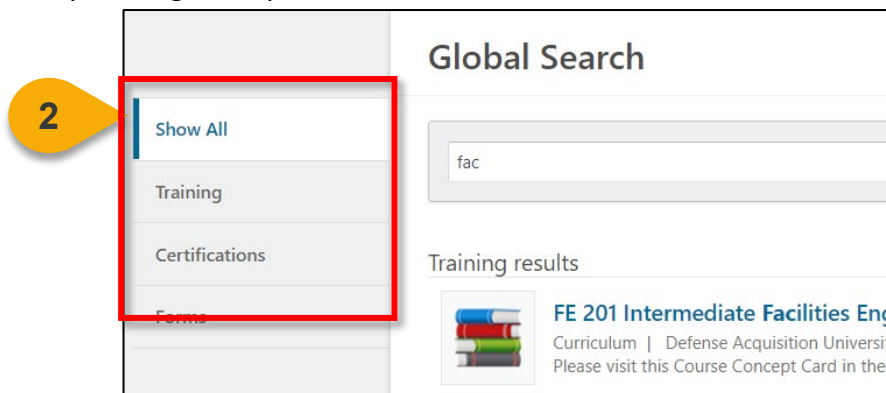 Global Search
2
Show All
fac
Training
Certifications
Training results
Forms
FE 201 Intermediate Facilities Eng
Curriculum | Defense Acquisition Universit
Please visit this Course Concept Card in the